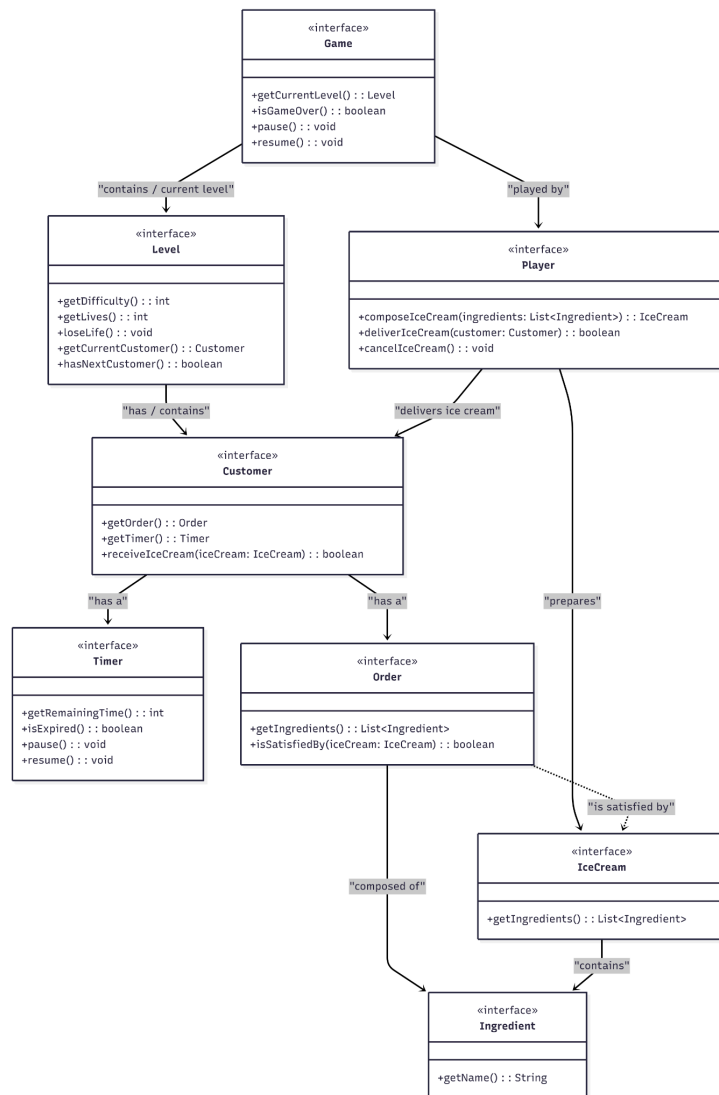 «interface»
Game
+getCurrentLevel() : : Level
+isGameOver() : : boolean
+pause() : : void
+resume() : : void
"contains / current level"
"played by"
«interface»
Level
+getDifficulty() : : int
+getLives() : : int
+loseLife() : : void
+getCurrentCustomer() : : Customer
+hasNextCustomer() : : boolean
«interface»
Player
+composeIceCream(ingredients: List<Ingredient>) : : IceCream
+deliverIceCream(customer: Customer) : : boolean
+cancelIceCream() : : void
"has / contains"
"delivers ice cream"
«interface»
Customer
+getOrder() : : Order
+getTimer() : : Timer
+receiveIceCream(iceCream: IceCream) : : boolean
"has a"
"has a"
"prepares"
«interface»
Timer
+getRemainingTime() : : int
+isExpired() : : boolean
+pause() : : void
+resume() : : void
«interface»
Order
+getIngredients() : : List<Ingredient>
+isSatisfiedBy(iceCream: IceCream) : : boolean
"is satisfied by"
«interface»
IceCream
+getIngredients() : : List<Ingredient>
"composed of"
"contains"
«interface»
Ingredient
+getName() : : String